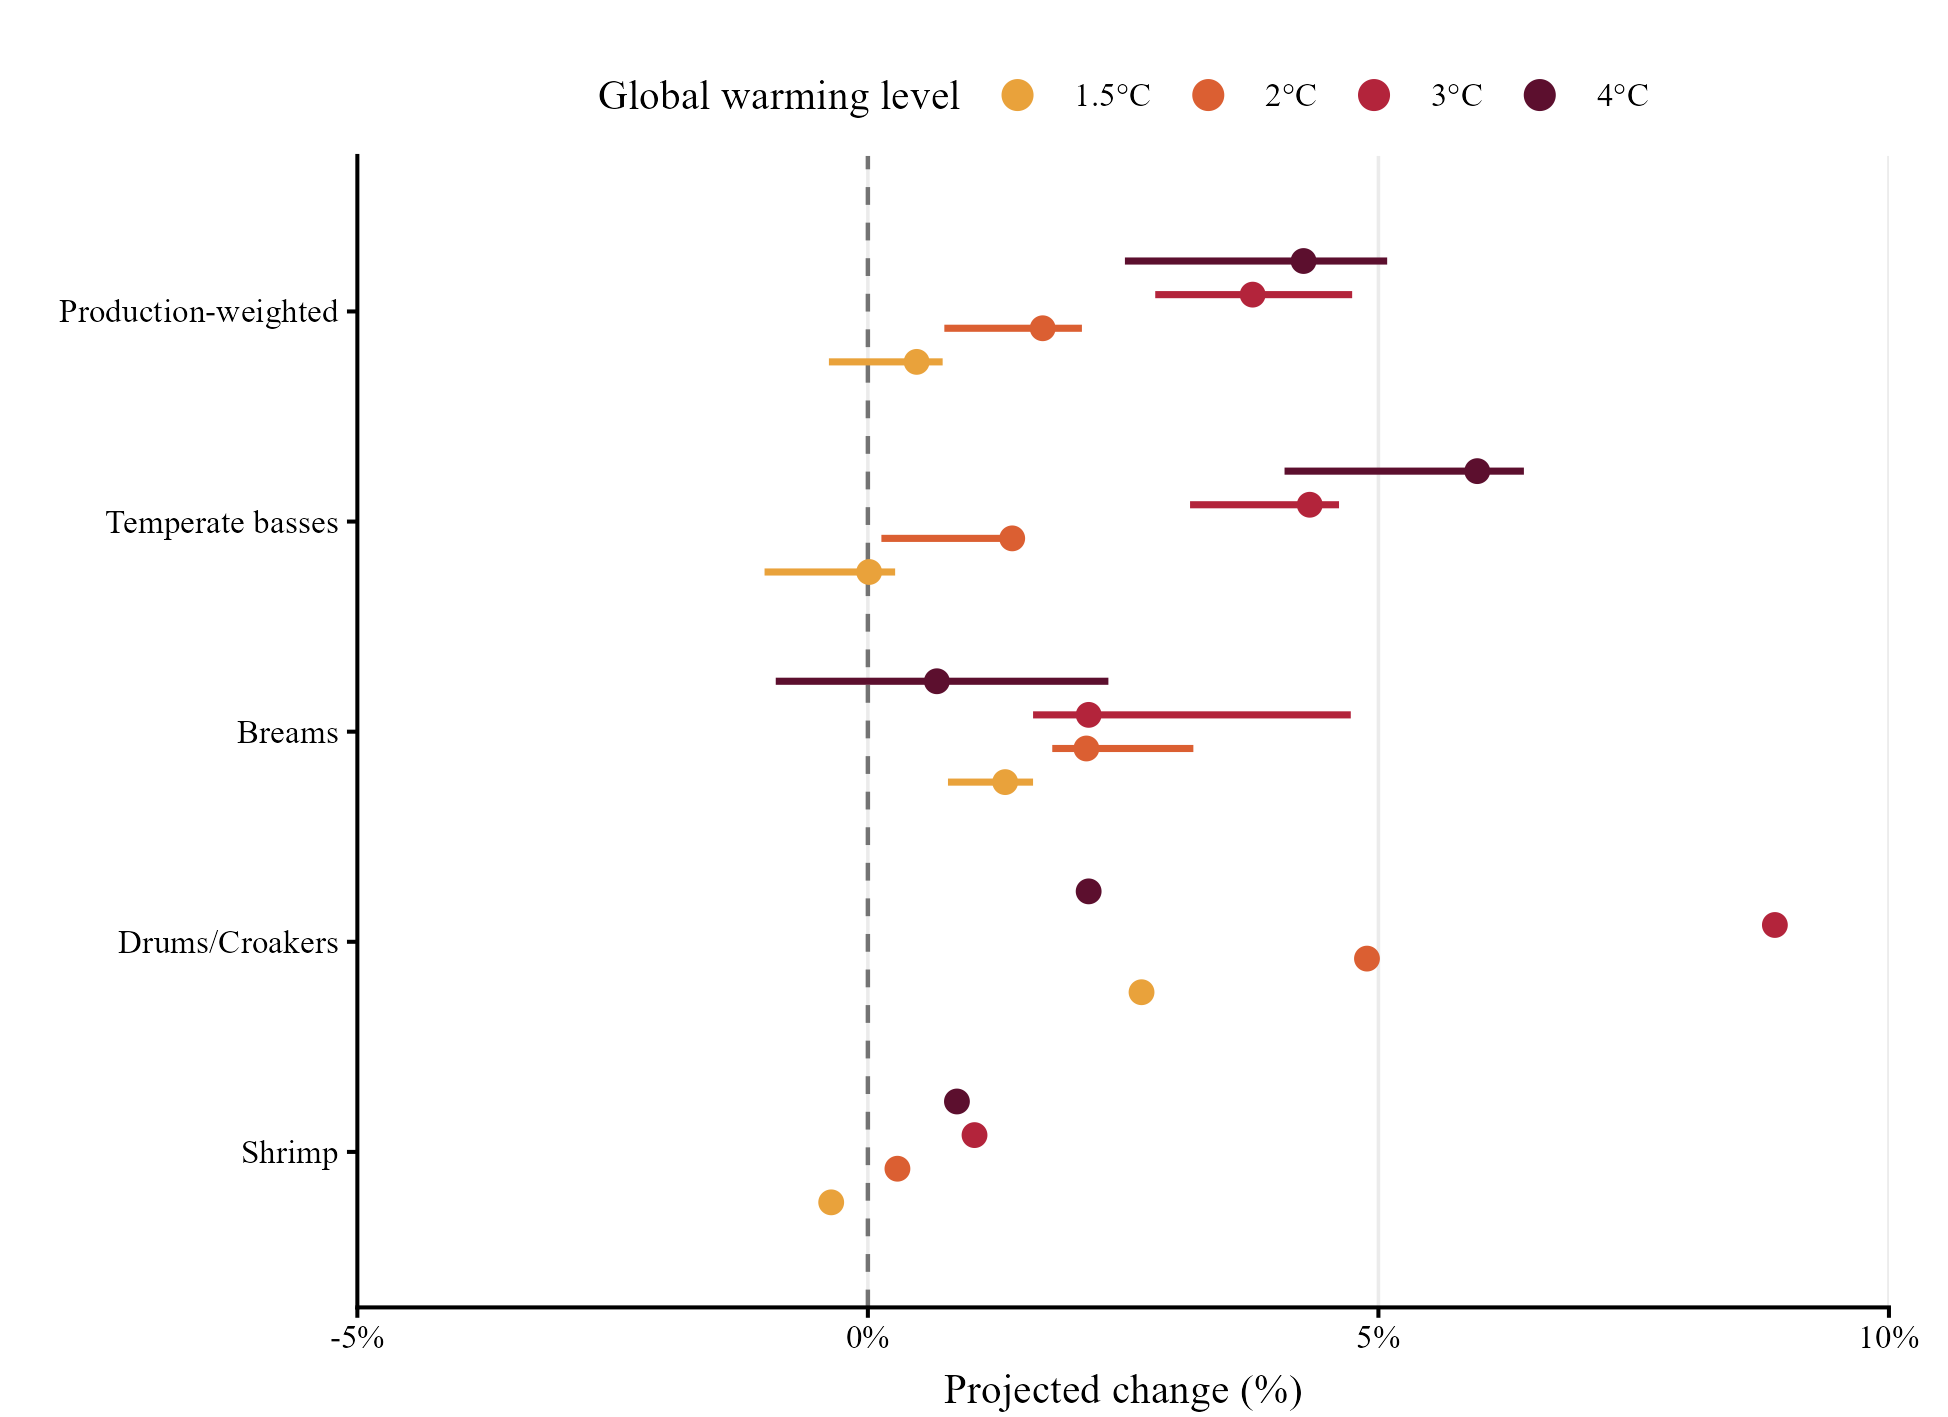 Global warming level 1.5°C 2°C 3°C 4°C
Production-weighted
Temperate basses
Breams
Drums/Croakers
Shrimp
-5% 0% 5% 10%
Projected change (%)